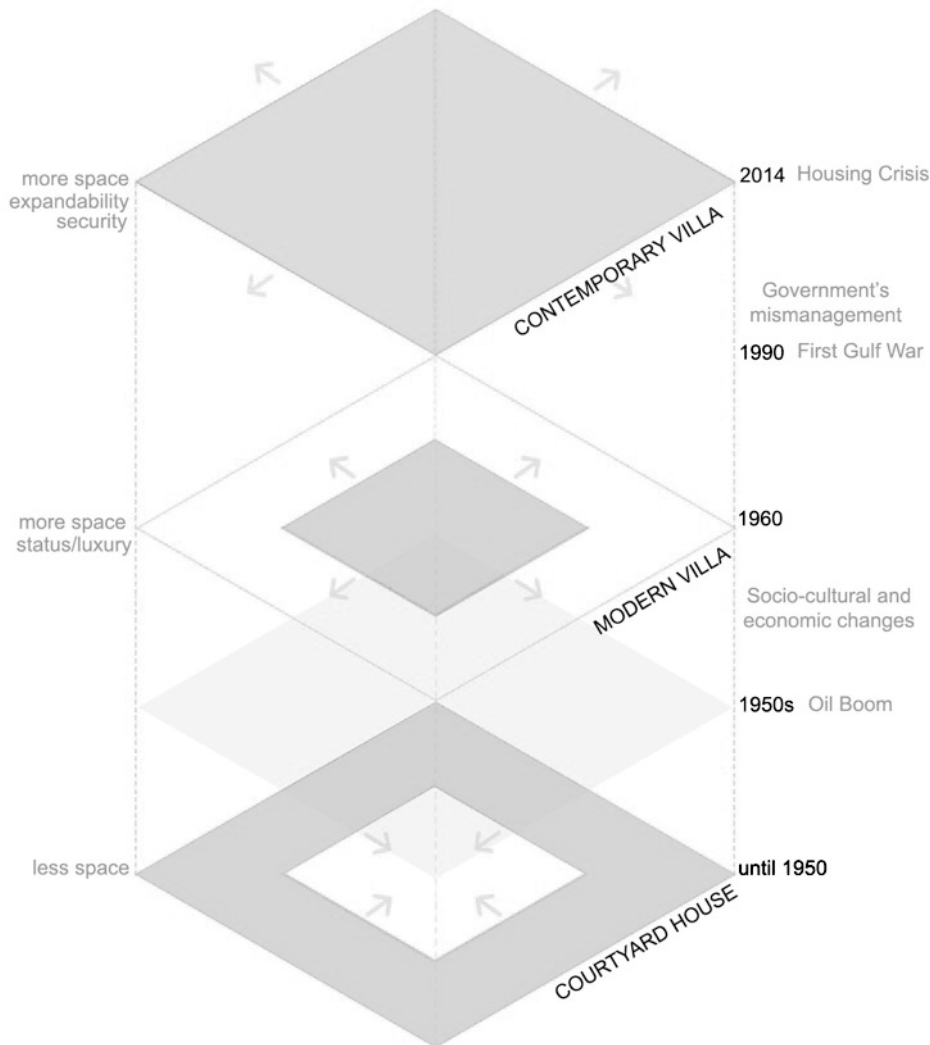 more space
expandability
security
2014 Housing Crisis
CONTEMPORARY VILLA
Government's
mismanagement
1990 First Gulf War
more space
status/luxury
1960
MODERN VILLA
Socio-cultural and
economic changes
1950s Oil Boom
less space
until 1950
COURTYARD HOUSE